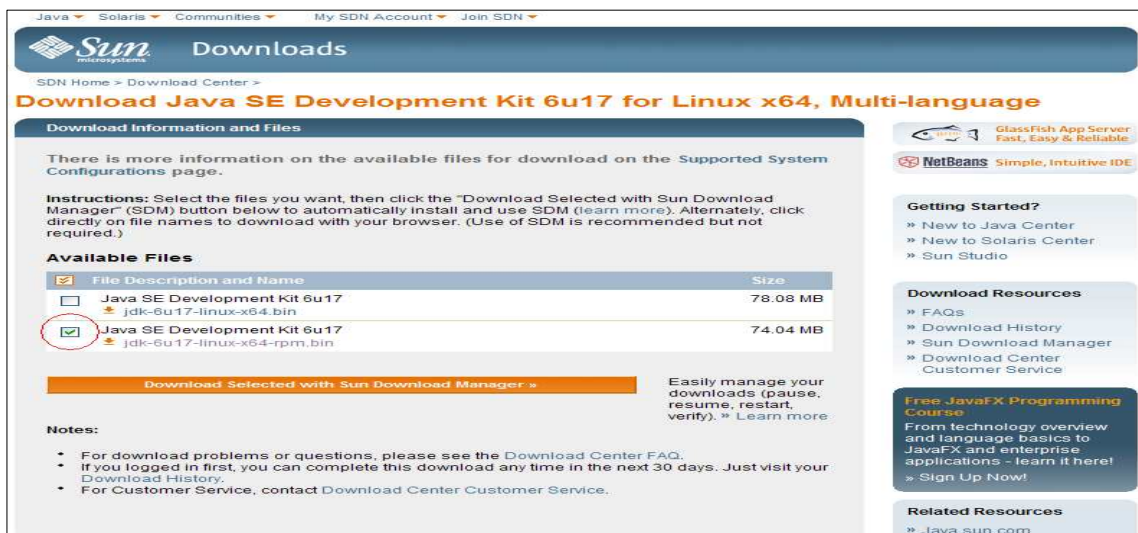 Java Solaris Communities My SDN Account Join SDN
Sun microsystems Downloads
SDN Home > Download Center >
Download Java SE Development Kit 6u17 for Linux x64, Multi-language
Download Information and Files
There is more information on the available files for download on the Supported System
Configurations page.
Instructions: Select the files you want, then click the "Download Selected with Sun Download
Manager" (SDM) button below to automatically install and use SDM (learn more). Alternately, click
directly on file names to download with your browser. (Use of SDM is recommended but not
required.)
Available Files
File Description and Name Size
Java SE Development Kit 6u17 78.08 MB
jdk-6u17-linux-x64.bin
Java SE Development Kit 6u17 74.04 MB
jdk-6u17-linux-x64-rpm.bin
Download Selected with Sun Download Manager »
Easily manage your
downloads (pause,
resume, restart,
verify). » Learn more
Notes:
• For download problems or questions, please see the Download Center FAQ.
• If you logged in first, you can complete this download any time in the next 30 days. Just visit your
Download History.
• For Customer Service, contact Download Center Customer Service.
GlassFish App Server
Fast, Easy & Reliable
NetBeans Simple, Intuitive IDE
Getting Started?
» New to Java Center
» New to Solaris Center
» Sun Studio
Download Resources
» FAQs
» Download History
» Sun Download Manager
» Download Center
Customer Service
Free JavaFX Programming
Course
From technology overview
and language basics to
JavaFX and enterprise
applications - learn it here!
» Sign Up Now!
Related Resources
» Java.sun.com